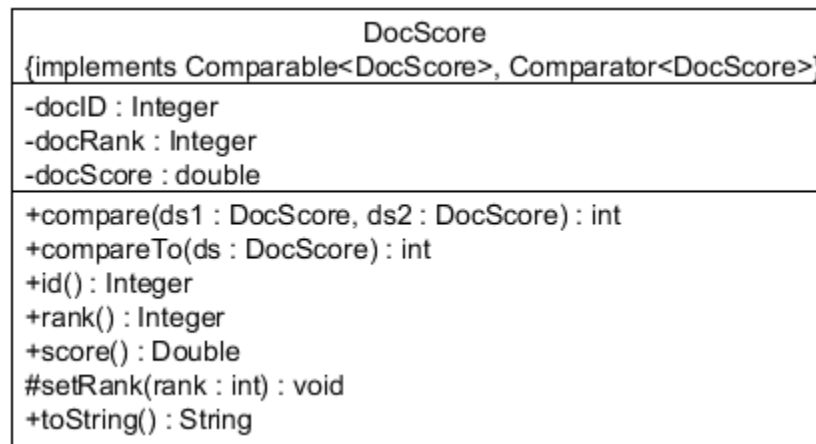 DocScore
{implements Comparable<DocScore>, Comparator<DocScore>}
-docID : Integer
-docRank : Integer
-docScore : double
+compare(ds1 : DocScore, ds2 : DocScore) : int
+compareTo(ds : DocScore) : int
+id() : Integer
+rank() : Integer
+score() : Double
#setRank(rank : int) : void
+toString() : String